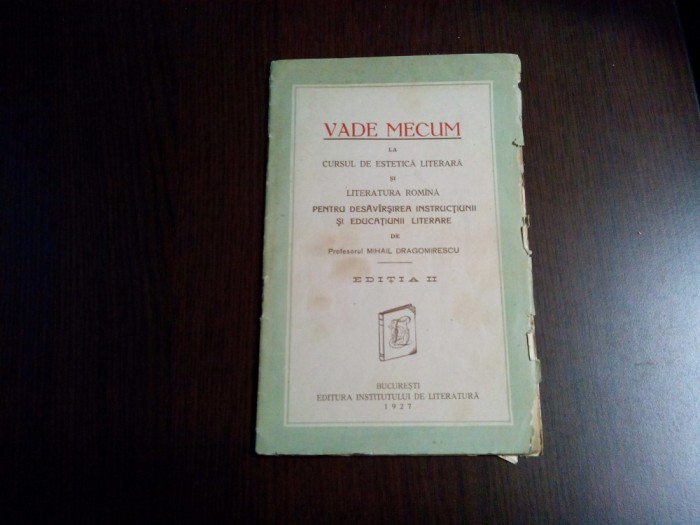 VADE MECUM
LA
CURSUL DE ESTETICĂ LITERARĂ
ȘI
LITERATURA ROMÎNĂ
PENTRU DESĂVÎRȘIREA INSTRUCȚIUNII
ȘI EDUCAȚIUNII LITERARE
DE
Profesorul MIHAIL DRAGOMIRESCU
EDIȚIA II
BUCUREȘTI
EDITURA INSTITUTULUI DE LITERATURĂ
1927